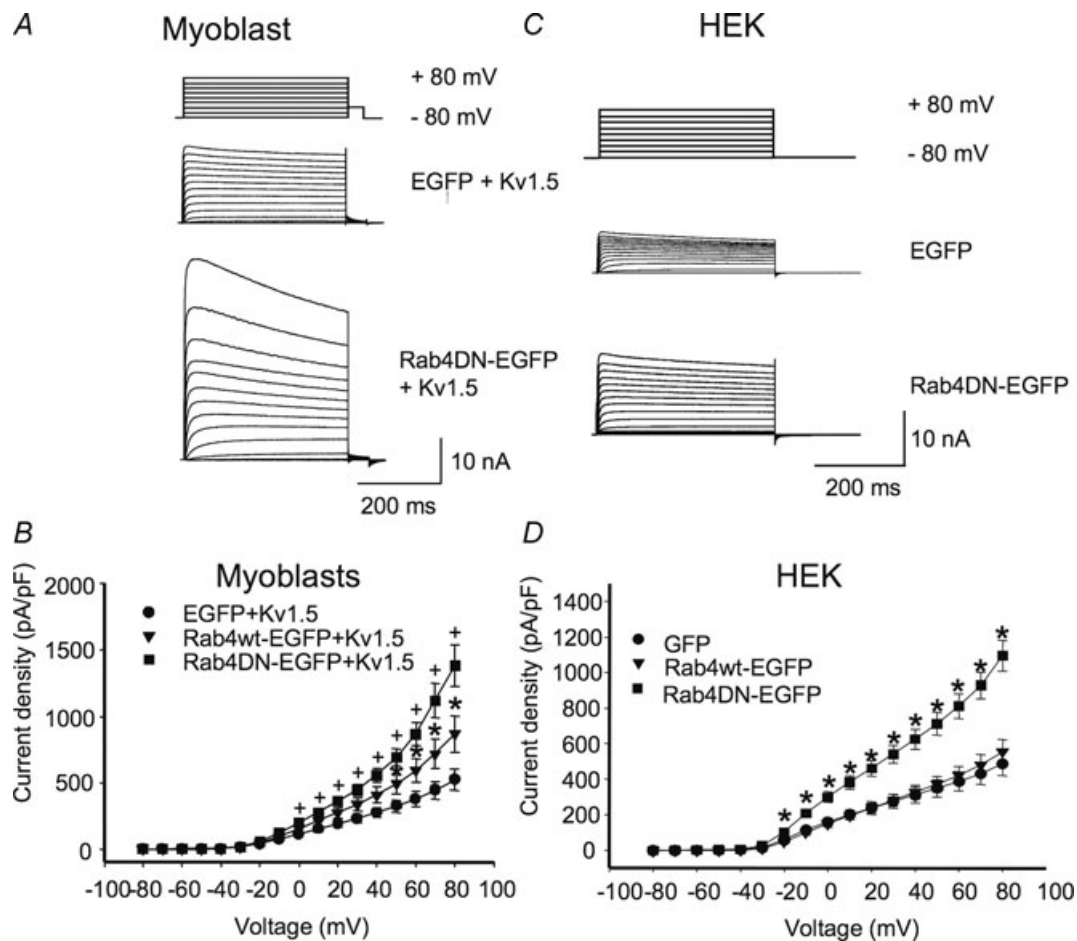 A
Myoblast
+ 80 mV
- 80 mV
EGFP + Kv1.5
Rab4DN-EGFP
+ Kv1.5
10 nA
200 ms
C
HEK
+ 80 mV
- 80 mV
EGFP
Rab4DN-EGFP
10 nA
200 ms
B
Myoblasts
Current density (pA/pF)
2000
1500
1000
500
0
EGFP+Kv1.5
Rab4wt-EGFP+Kv1.5
Rab4DN-EGFP+Kv1.5
+ + + + + + + + +
* * * *
-100 -80 -60 -40 -20 0 20 40 60 80 100
Voltage (mV)
D
HEK
Current density (pA/pF)
1400
1200
1000
800
600
400
200
0
GFP
Rab4wt-EGFP
Rab4DN-EGFP
* * * * * * * * * * *
-100 -80 -60 -40 -20 0 20 40 60 80 100
Voltage (mV)